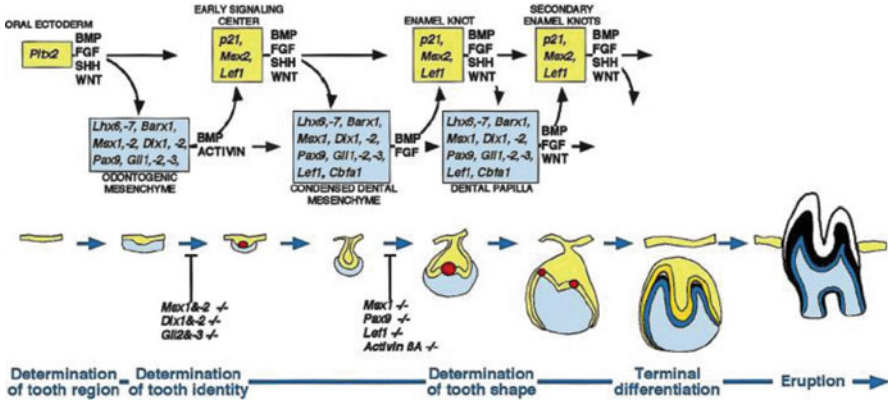 ORAL ECTODERM
Pitx2
BMP
FGF
SHH
WNT
EARLY SIGNALING
CENTER
p21,
Msx2,
Lef1
BMP
FGF
SHH
WNT
ENAMEL KNOT
p21,
Msx2,
Lef1
BMP
FGF
SHH
WNT
SECONDARY
ENAMEL KNOTS
p21,
Msx2,
Lef1
BMP
FGF
SHH
WNT
Lhx6,-7, Barx1,
Msx1,-2, Dlx1, -2,
Pax9, Gli1,-2,-3,
ODONTOGENIC
MESENCHYME
BMP
ACTIVIN
Lhx6,-7, Barx1,
Msx1, Dlx1, -2,
Pax9, Gli1,-2,-3,
Lef1, Cbfa1
CONDENSED DENTAL
MESENCHYME
BMP
FGF
Lhx6,-7, Barx1,
Msx1, Dlx1, -2,
Pax9, Gli1,-2,-3,
Lef1, Cbfa1
DENTAL PAPILLA
BMP
FGF
WNT
Msx1&-2 -/-
Dlx1&-2 -/-
Gli2&-3 -/-
Msx1 -/-
Pax9 -/-
Lef1 -/-
Activin ßA -/-
Determination
of tooth region
Determination
of tooth identity
Determination
of tooth shape
Terminal
differentiation
Eruption